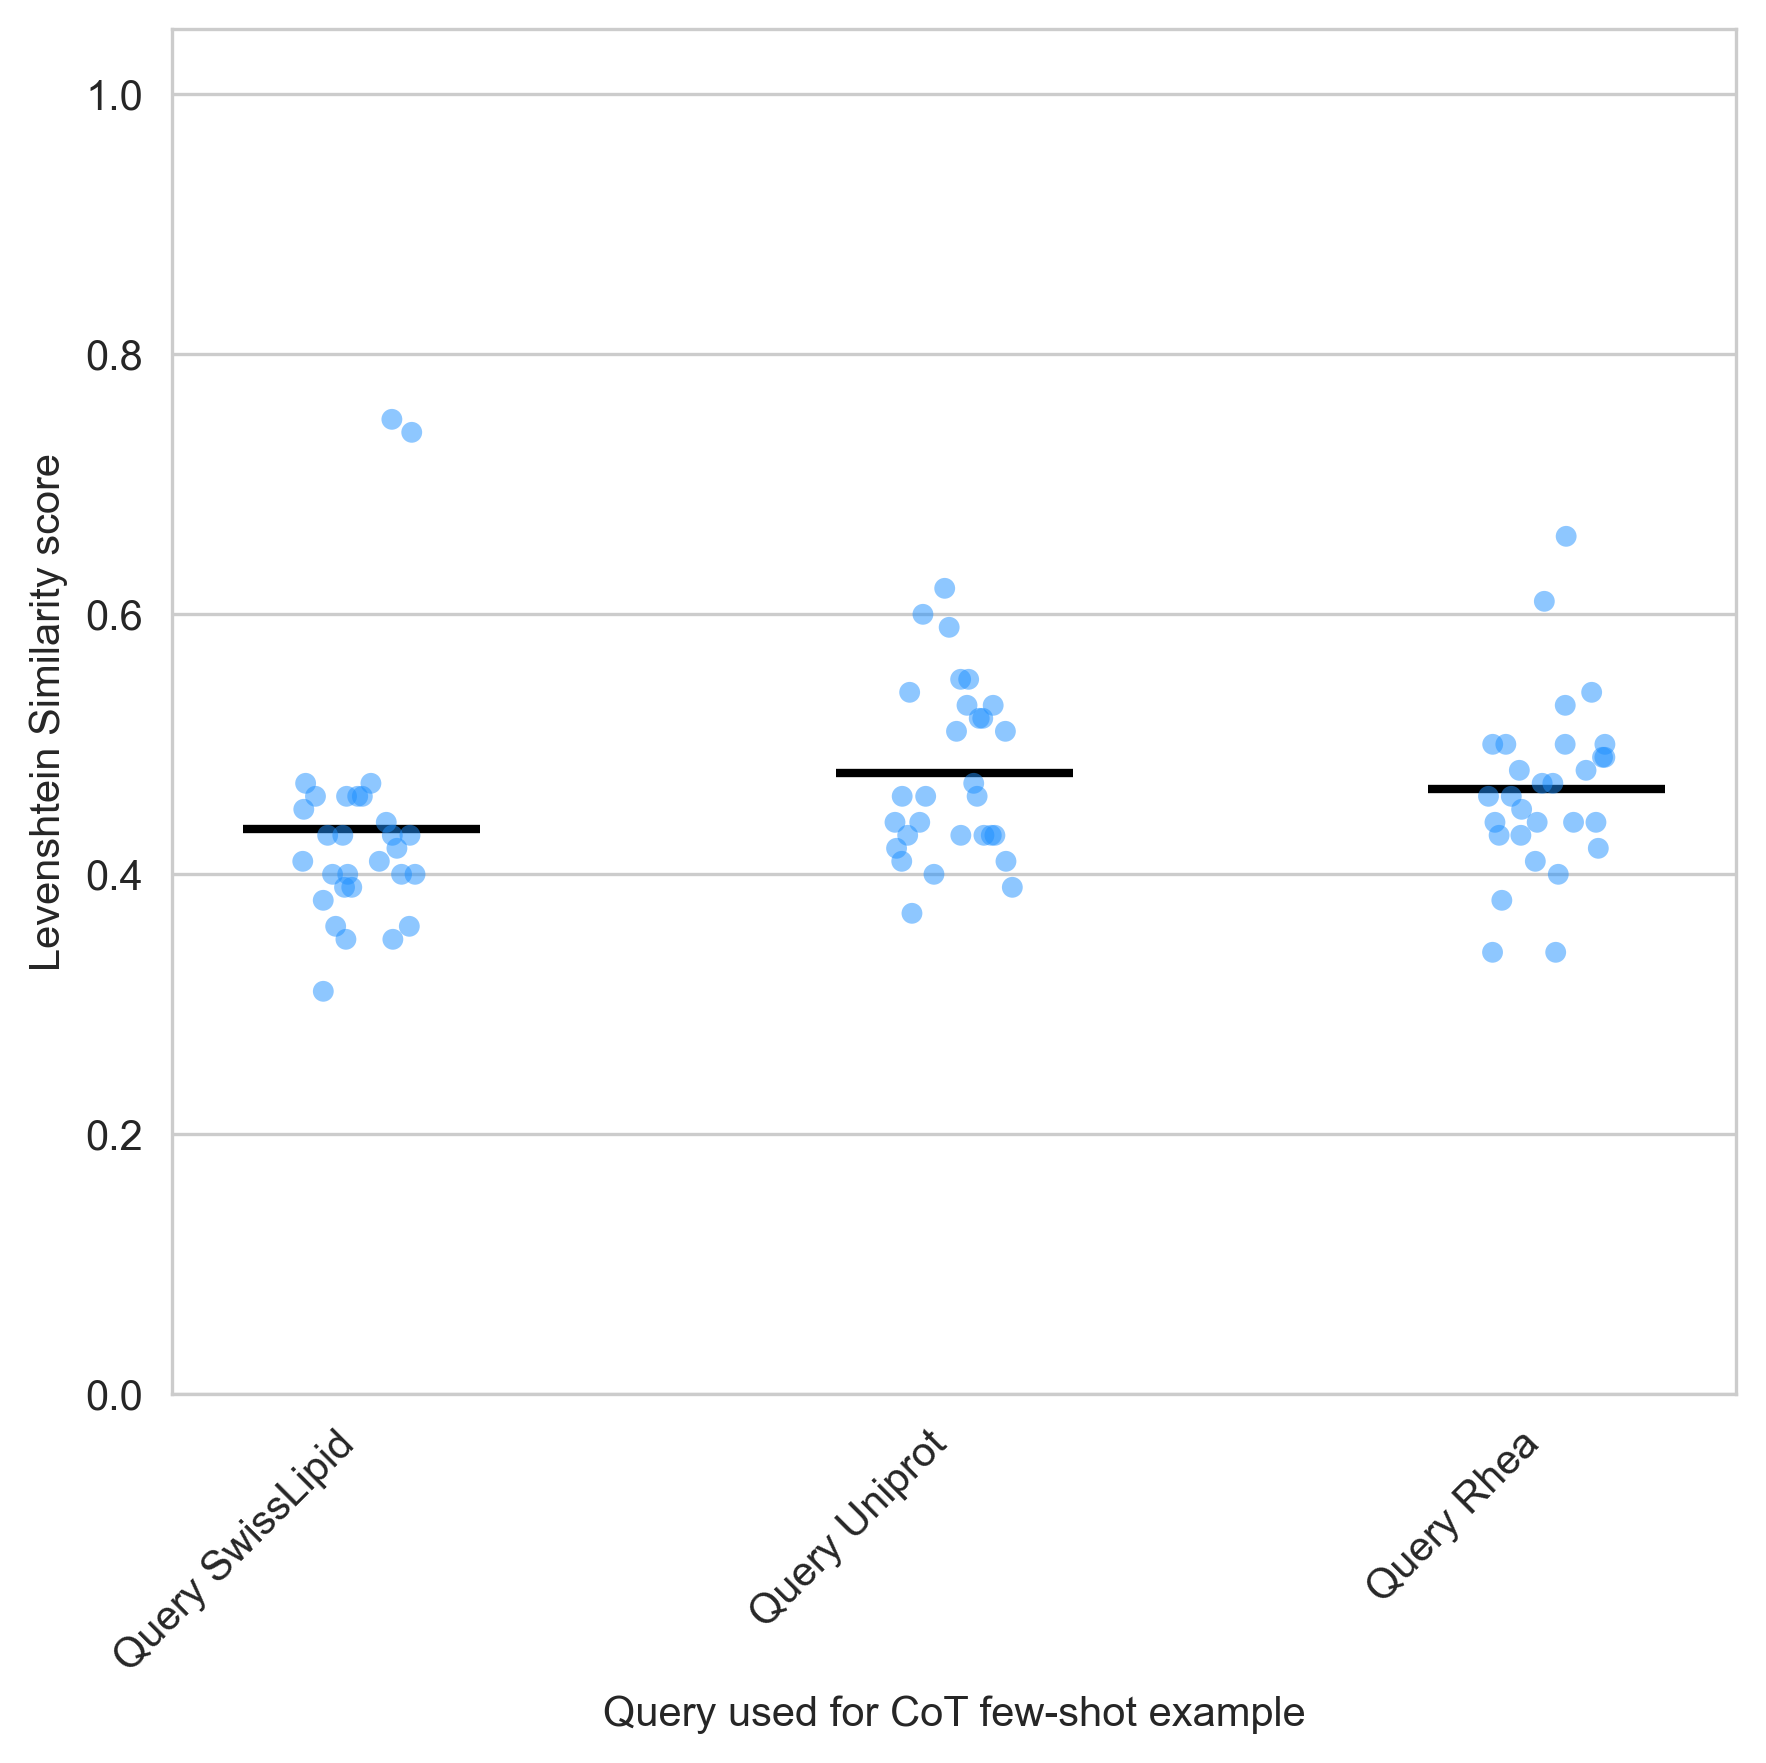 1.0
0.8
0.6
0.4
0.2
0.0
Levenshtein Similarity score
Query SwissLipid
Query Uniprot
Query Rhea
Query used for CoT few-shot example